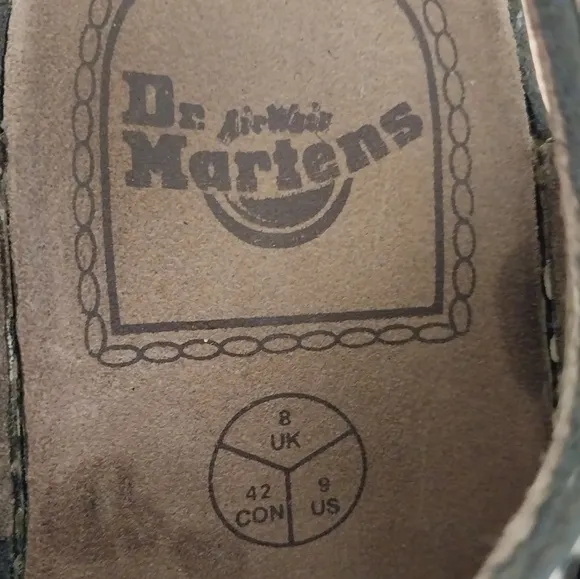 Dr. AirWair
Martens
8
UK
42
CON
9
US